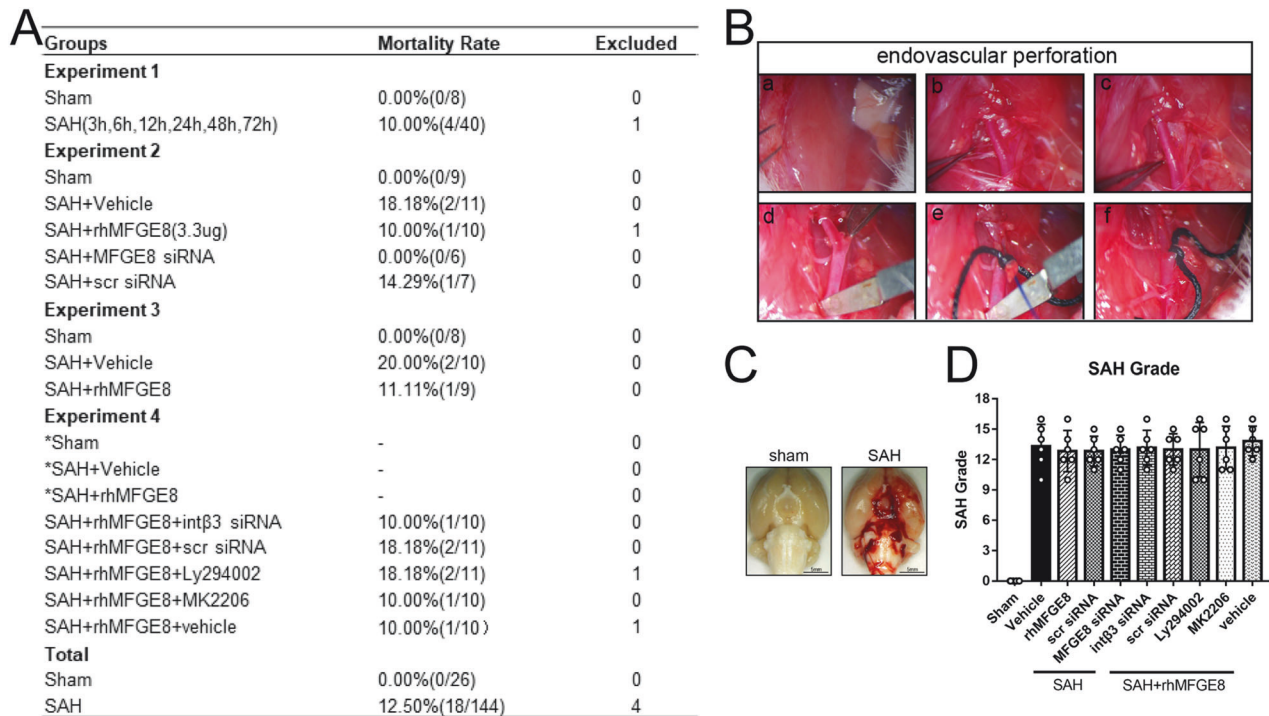 A
Groups Mortality Rate Excluded
Experiment 1
Sham 0.00%(0/8) 0
SAH(3h,6h,12h,24h,48h,72h) 10.00%(4/40) 1
Experiment 2
Sham 0.00%(0/9) 0
SAH+Vehicle 18.18%(2/11) 0
SAH+rhMFGE8(3.3ug) 10.00%(1/10) 1
SAH+MFGE8 siRNA 0.00%(0/6) 0
SAH+scr siRNA 14.29%(1/7) 0
Experiment 3
Sham 0.00%(0/8) 0
SAH+Vehicle 20.00%(2/10) 0
SAH+rhMFGE8 11.11%(1/9) 0
Experiment 4
*Sham - 0
*SAH+Vehicle - 0
*SAH+rhMFGE8 - 0
SAH+rhMFGE8+intβ3 siRNA 10.00%(1/10) 0
SAH+rhMFGE8+scr siRNA 18.18%(2/11) 0
SAH+rhMFGE8+Ly294002 18.18%(2/11) 1
SAH+rhMFGE8+MK2206 10.00%(1/10) 0
SAH+rhMFGE8+vehicle 10.00%(1/10) 1
Total
Sham 0.00%(0/26) 0
SAH 12.50%(18/144) 4
B
endovascular perforation
a b c
d e f
C
sham SAH
5mm 5mm
D
SAH Grade
SAH Grade
18
15
12
9
6
3
0
Sham
Vehicle
rhMFGE8
scr siRNA
MFGE8 siRNA
intβ3 siRNA
scr siRNA
Ly294002
MK2206
vehicle
SAH SAH+rhMFGE8